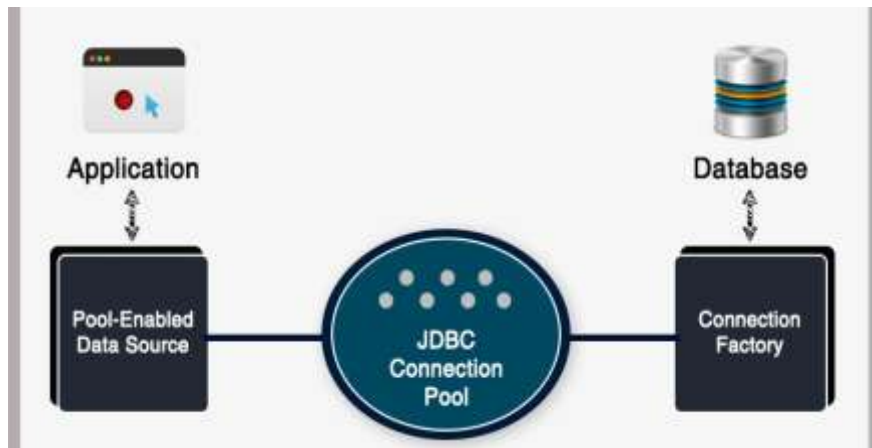 Application
Database
Pool-Enabled
Data Source
JDBC
Connection
Pool
Connection
Factory